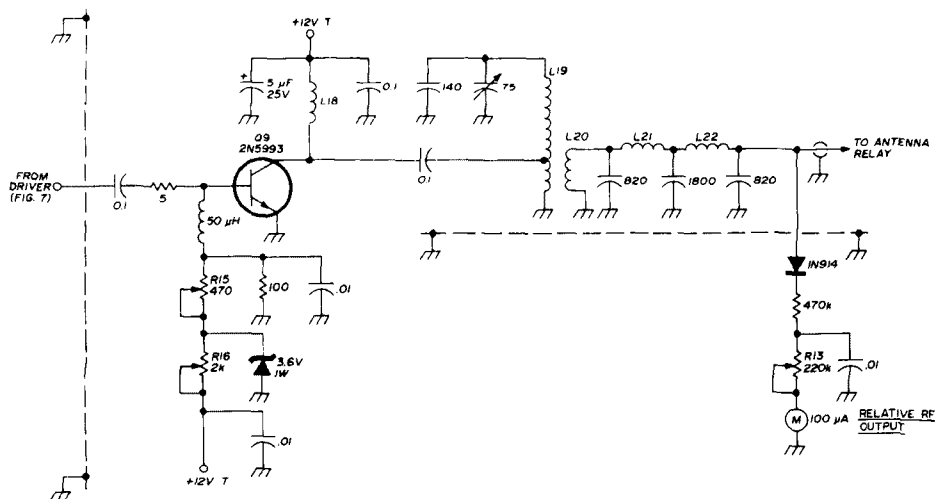 +12V T
5 µF
25V
L18
0.1
140
75
L19
Q9
2N5993
L20
L21
L22
TO ANTENNA
RELAY
FROM
DRIVER
(FIG. 7)
0.1
5
0.1
820
1800
820
50 µH
R15
470
100
.01
1N914
470k
R16
2k
3.6V
1W
R13
220k
.01
.01
M
100 µA
RELATIVE RF
OUTPUT
+12V T